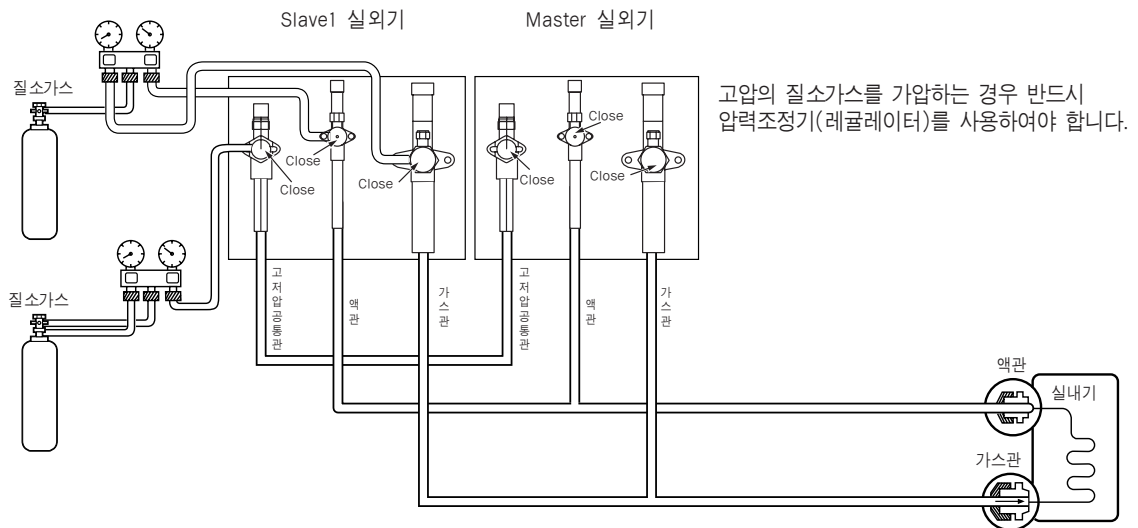 Slave1 실외기
Master 실외기
질소가스
고압의 질소가스를 가압하는 경우 반드시
압력조정기(레귤레이터)를 사용하여야 합니다.
Close
Close
Close
Close
Close
Close
질소가스
고저압공통관
액관
가스관
고저압공통관
액관
가스관
액관
실내기
가스관